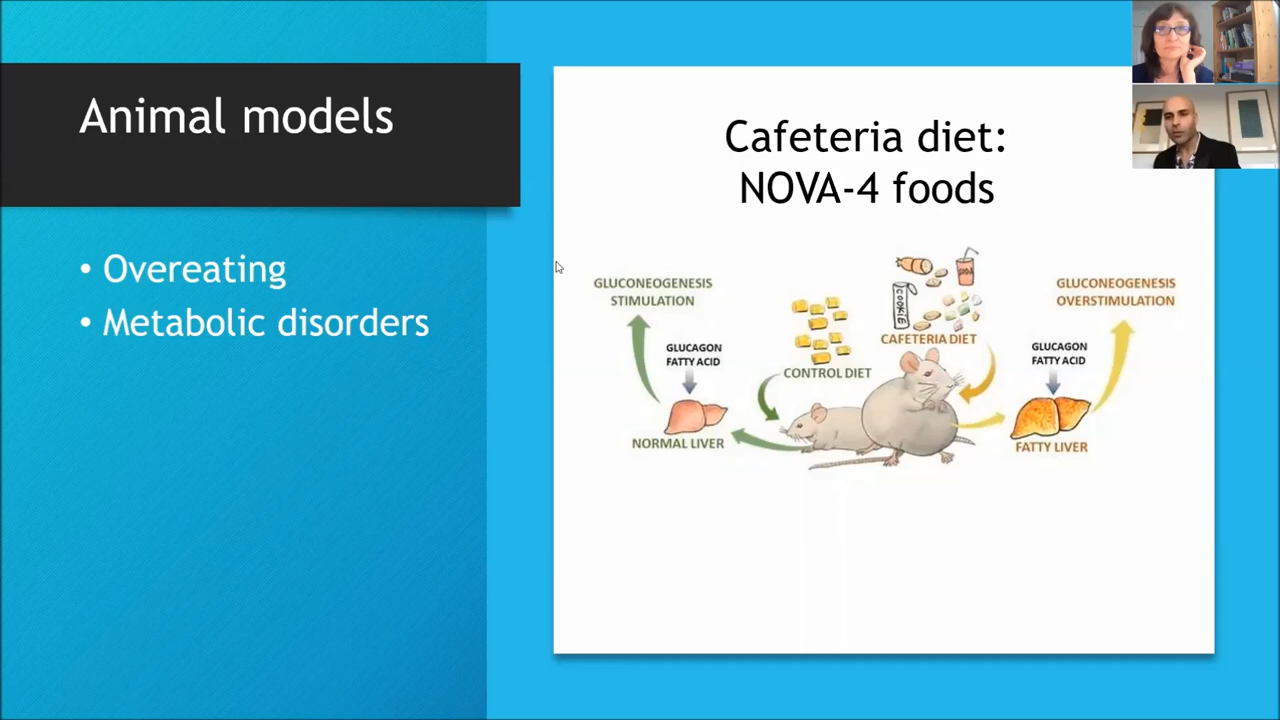 Animal models
• Overeating
• Metabolic disorders
Cafeteria diet:
NOVA-4 foods
GLUCONEOGENESIS
STIMULATION
GLUCAGON
FATTY ACID
NORMAL LIVER
CONTROL DIET
COOKIE
SODA
CAFETERIA DIET
GLUCONEOGENESIS
OVERSTIMULATION
GLUCAGON
FATTY ACID
FATTY LIVER